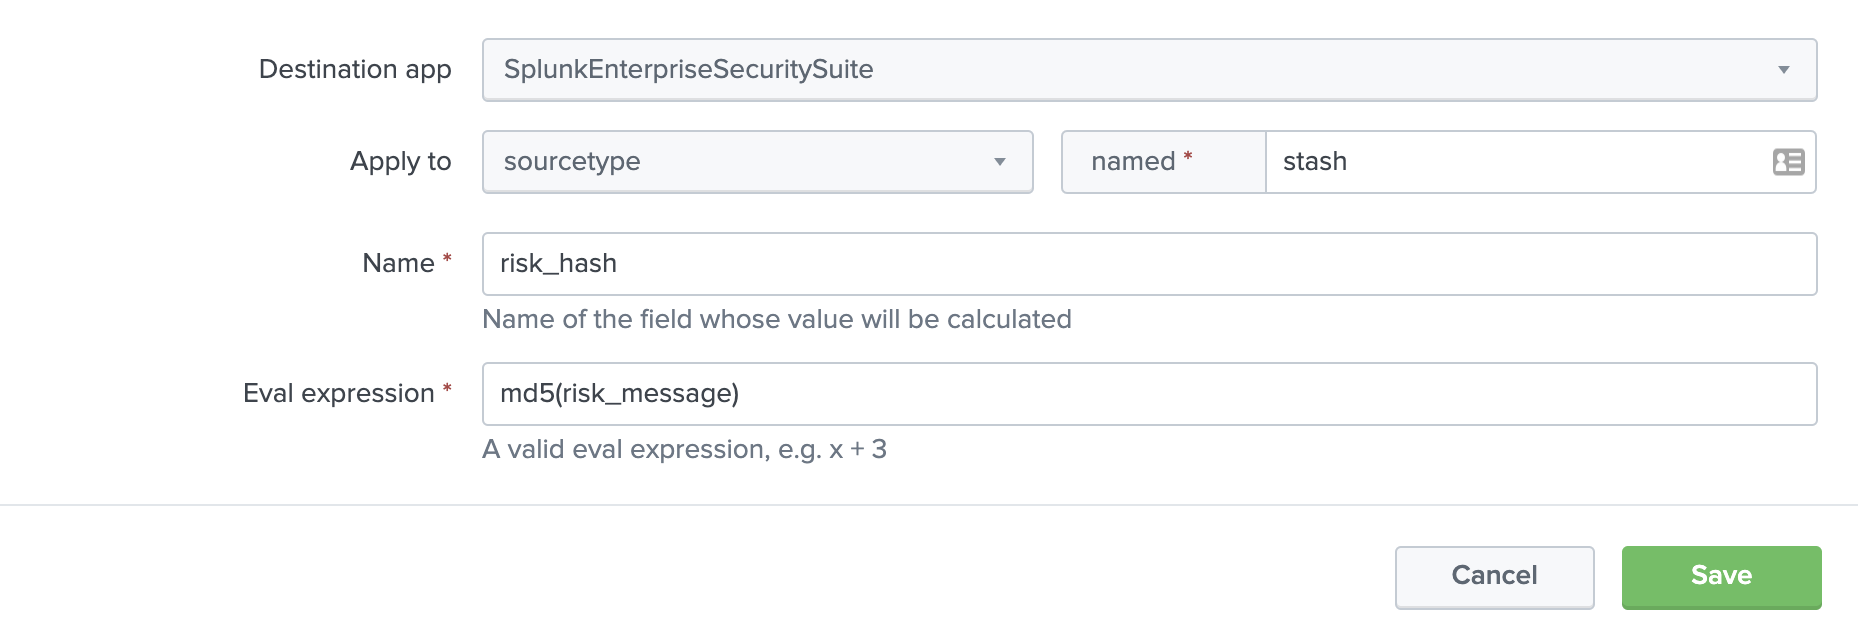 Destination app SplunkEnterpriseSecuritySuite
Apply to sourcetype named * stash
Name * risk_hash
Name of the field whose value will be calculated
Eval expression * md5(risk_message)
A valid eval expression, e.g. x + 3
Cancel Save